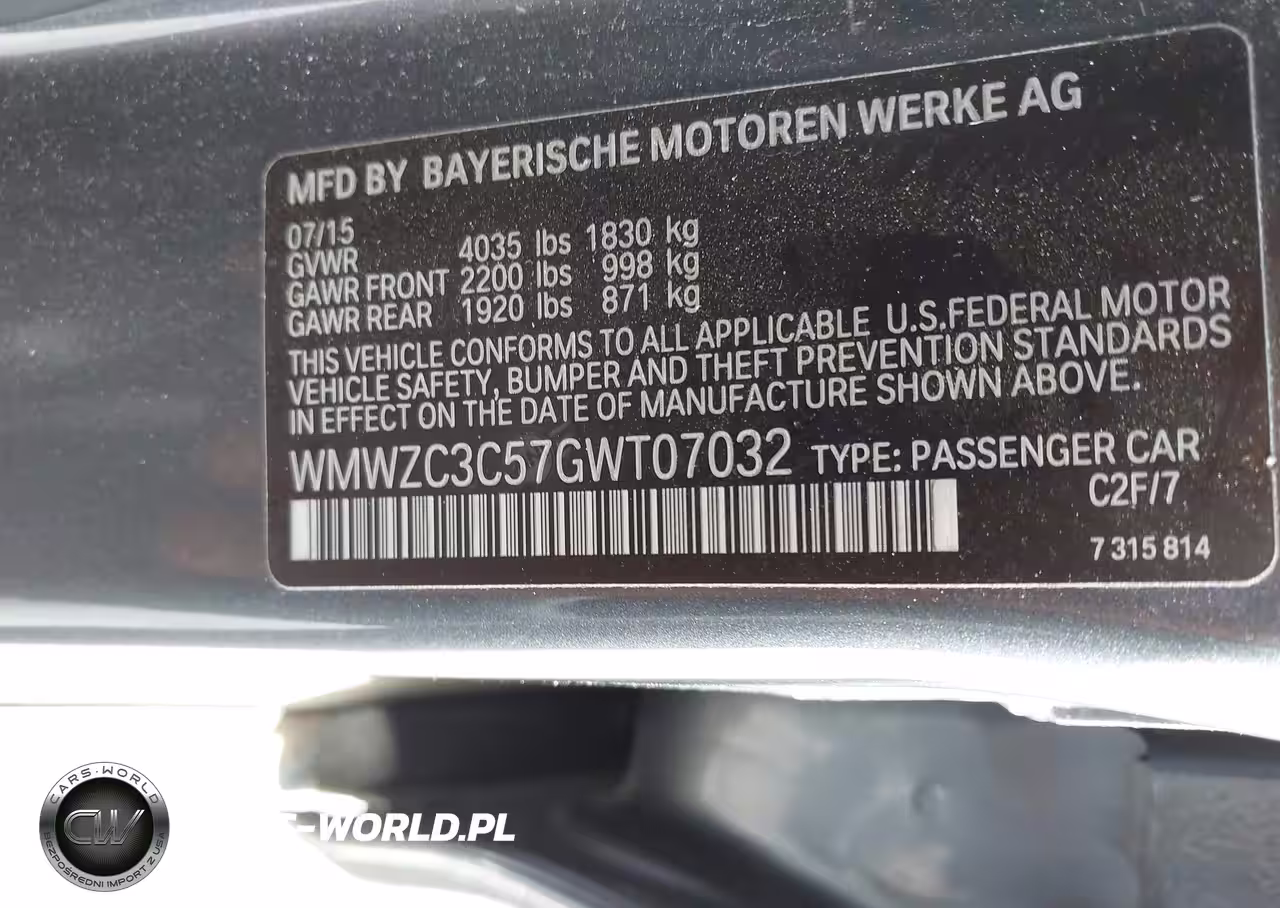 MFD BY BAYERISCHE MOTOREN WERKE AG
07/15
GVWR 4035 lbs 1830 kg
GAWR FRONT 2200 lbs 998 kg
GAWR REAR 1920 lbs 871 kg
THIS VEHICLE CONFORMS TO ALL APPLICABLE U.S.FEDERAL MOTOR
VEHICLE SAFETY, BUMPER AND THEFT PREVENTION STANDARDS
IN EFFECT ON THE DATE OF MANUFACTURE SHOWN ABOVE.
WMWZC3C57GWT07032 TYPE: PASSENGER CAR
C2F/7
7 315 814
CARS-WORLD
CW
BEZPOŚREDNI IMPORT Z USA
S-WORLD.PL